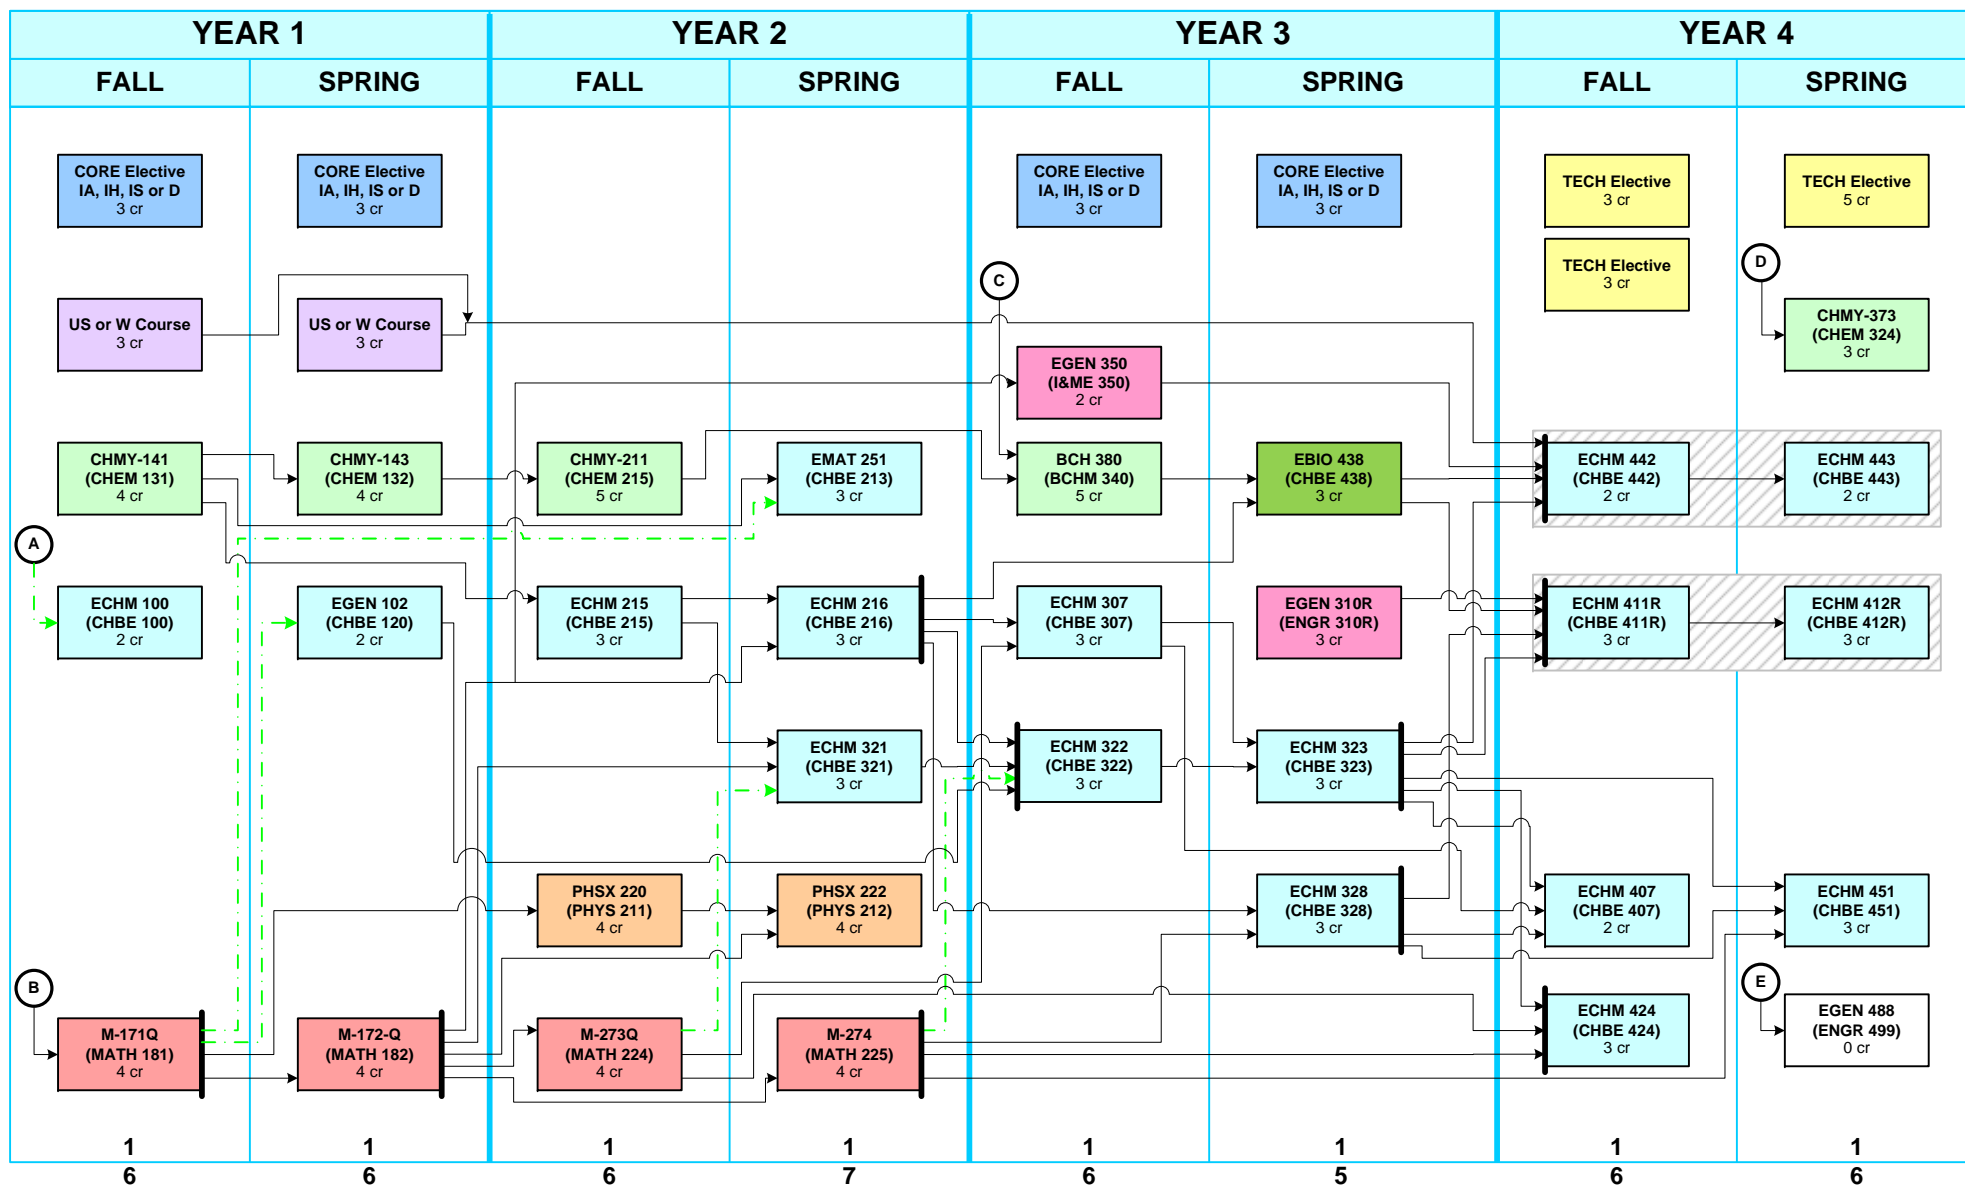 YEAR 1
YEAR 2
YEAR 3
YEAR 4
FALL
SPRING
FALL
SPRING
FALL
SPRING
FALL
SPRING
CORE Elective
IA, IH, IS or D
3 cr
CORE Elective
IA, IH, IS or D
3 cr
CORE Elective
IA, IH, IS or D
3 cr
CORE Elective
IA, IH, IS or D
3 cr
TECH Elective
3 cr
TECH Elective
5 cr
TECH Elective
3 cr
C
D
US or W Course
3 cr
US or W Course
3 cr
CHMY-373
(CHEM 324)
3 cr
EGEN 350
(I&ME 350)
2 cr
CHMY-141
(CHEM 131)
4 cr
CHMY-143
(CHEM 132)
4 cr
CHMY-211
(CHEM 215)
5 cr
EMAT 251
(CHBE 213)
3 cr
BCH 380
(BCHM 340)
5 cr
EBIO 438
(CHBE 438)
3 cr
ECHM 442
(CHBE 442)
2 cr
ECHM 443
(CHBE 443)
2 cr
A
ECHM 100
(CHBE 100)
2 cr
EGEN 102
(CHBE 120)
2 cr
ECHM 215
(CHBE 215)
3 cr
ECHM 216
(CHBE 216)
3 cr
ECHM 307
(CHBE 307)
3 cr
EGEN 310R
(ENGR 310R)
3 cr
ECHM 411R
(CHBE 411R)
3 cr
ECHM 412R
(CHBE 412R)
3 cr
ECHM 321
(CHBE 321)
3 cr
ECHM 322
(CHBE 322)
3 cr
ECHM 323
(CHBE 323)
3 cr
PHSX 220
(PHYS 211)
4 cr
PHSX 222
(PHYS 212)
4 cr
ECHM 328
(CHBE 328)
3 cr
ECHM 407
(CHBE 407)
2 cr
ECHM 451
(CHBE 451)
3 cr
B
E
M-171Q
(MATH 181)
4 cr
M-172-Q
(MATH 182)
4 cr
M-273Q
(MATH 224)
4 cr
M-274
(MATH 225)
4 cr
ECHM 424
(CHBE 424)
3 cr
EGEN 488
(ENGR 499)
0 cr
1
6
1
6
1
6
1
7
1
6
1
5
1
6
1
6